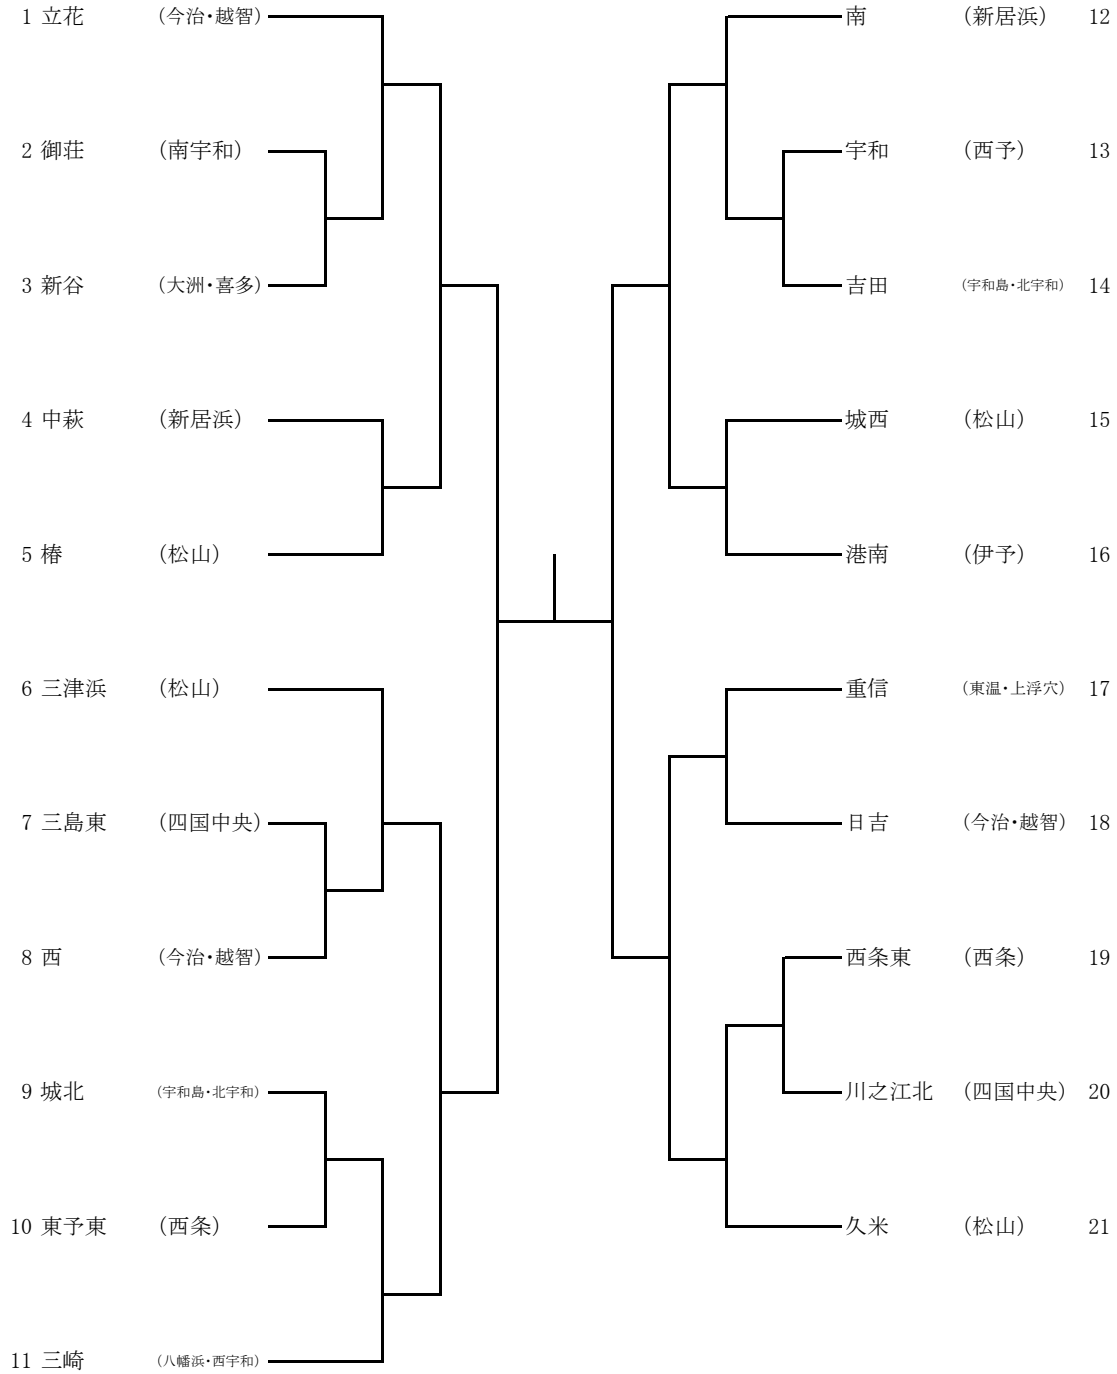 1 立花 (今治・越智) 南 (新居浜) 12
2 御荘 (南宇和) 宇和 (西予) 13
3 新谷 (大洲・喜多) 吉田 (宇和島・北宇和) 14
4 中萩 (新居浜) 城西 (松山) 15
5 椿 (松山) 港南 (伊予) 16
6 三津浜 (松山) 重信 (東温・上浮穴) 17
7 三島東 (四国中央) 日吉 (今治・越智) 18
8 西 (今治・越智) 西条東 (西条) 19
9 城北 (宇和島・北宇和) 川之江北 (四国中央) 20
10 東予東 (西条) 久米 (松山) 21
11 三崎 (八幡浜・西宇和)